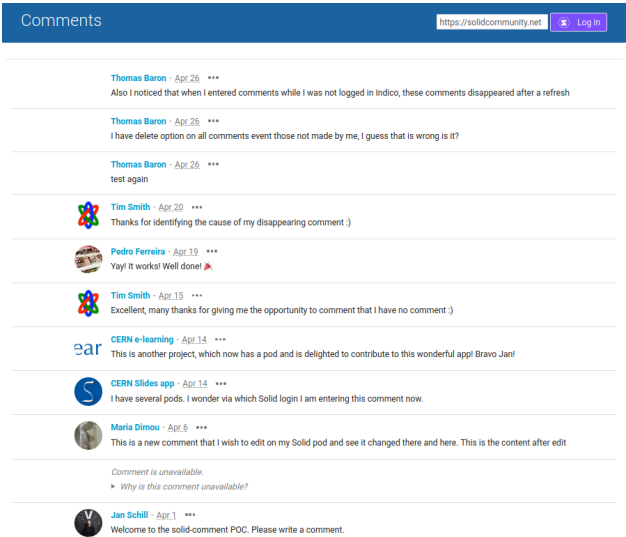 Comments
https://solidcommunity.net
Log in
Thomas Baron · Apr 26 •••
Also I noticed that when I entered comments while I was not logged in Indico, these comments disappeared after a refresh
Thomas Baron · Apr 26 •••
I have delete option on all comments event those not made by me, I guess that is wrong is it?
Thomas Baron · Apr 26 •••
test again
Tim Smith · Apr 20 •••
Thanks for identifying the cause of my disappearing comment :)
Pedro Ferreira · Apr 19 •••
Yay! It works! Well done! 🎉
Tim Smith · Apr 15 •••
Excellent, many thanks for giving me the opportunity to comment that I have no comment :)
ear
CERN e-learning · Apr 14 •••
This is another project, which now has a pod and is delighted to contribute to this wonderful app! Bravo Jan!
S
CERN Slides app · Apr 14 •••
I have several pods. I wonder via which Solid login I am entering this comment now.
Maria Dimou · Apr 6 •••
This is a new comment that I wish to edit on my Solid pod and see it changed there and here. This is the content after edit
Comment is unavailable.
▸ Why is this comment unavailable?
Jan Schill · Apr 1 •••
Welcome to the solid-comment POC. Please write a comment.